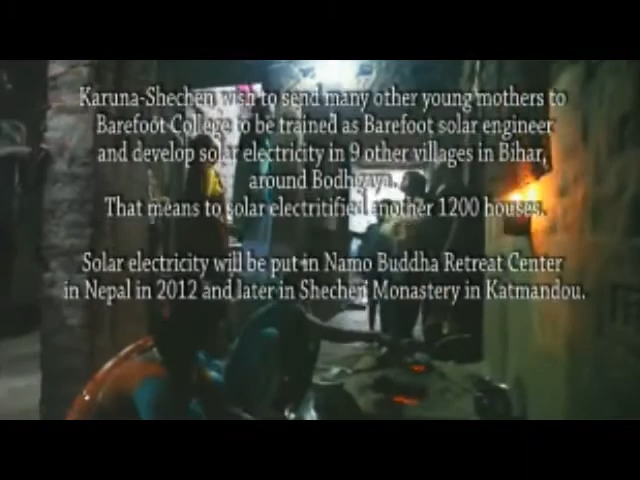 Karuna-Shechen, wish to send many other young mothers to
Barefoot College to be trained as Barefoot solar engineer
and develop solar electricity in 9 other villages in Bihar,
around Bodhgaya.
That means to solar electritified another 1200 houses.
Solar electricity will be put in Namo Buddha Retreat Center
in Nepal in 2012 and later in Shechen Monastery in Katmandou.